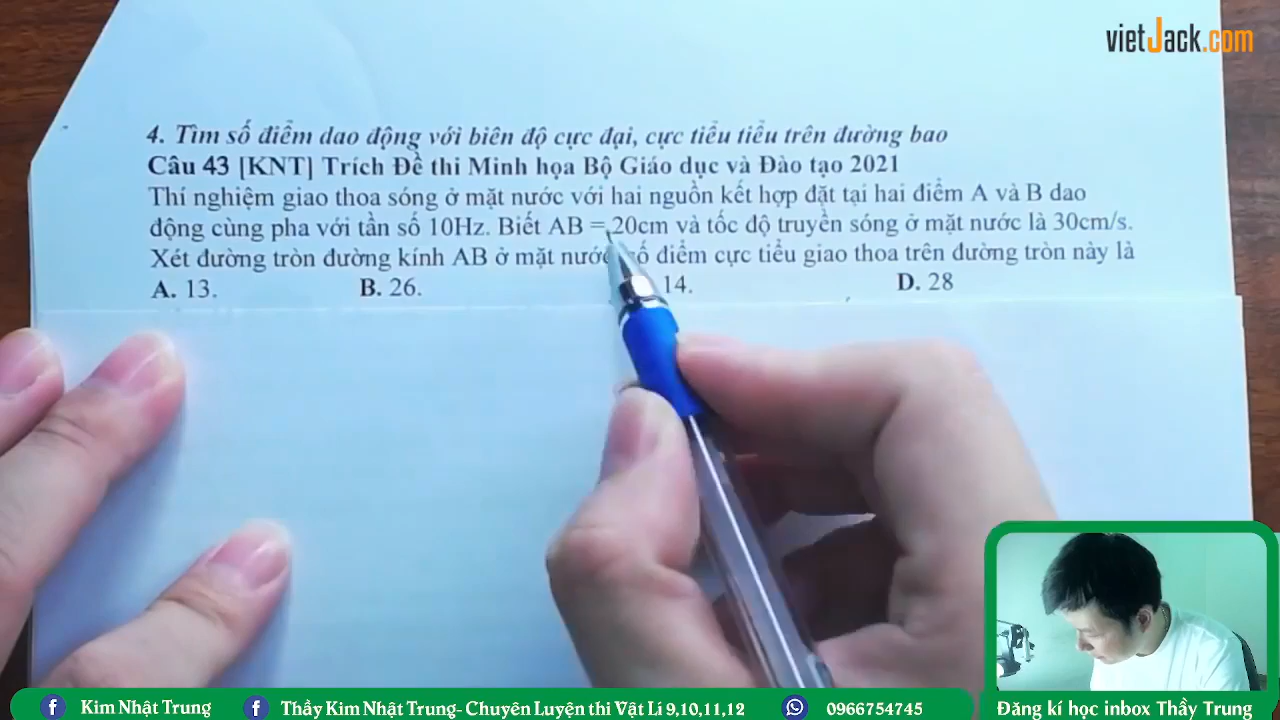 vietJack.com
4. Tìm số điểm dao động với biên độ cực đại, cực tiểu tiểu trên đường bao
Câu 43 [KNT] Trích Đề thi Minh họa Bộ Giáo dục và Đào tạo 2021
Thí nghiệm giao thoa sóng ở mặt nước với hai nguồn kết hợp đặt tại hai điểm A và B dao
động cùng pha với tần số 10Hz. Biết AB = 20cm và tốc độ truyền sóng ở mặt nước là 30cm/s.
Xét đường tròn đường kính AB ở mặt nước điểm cực tiểu giao thoa trên đường tròn này là
A. 13. B. 26. 14. D. 28
Kim Nhật Trung Thầy Kim Nhật Trung- Chuyên Luyện thi Vật Lí 9,10,11,12 0966754745 Đăng kí học inbox Thầy Trung